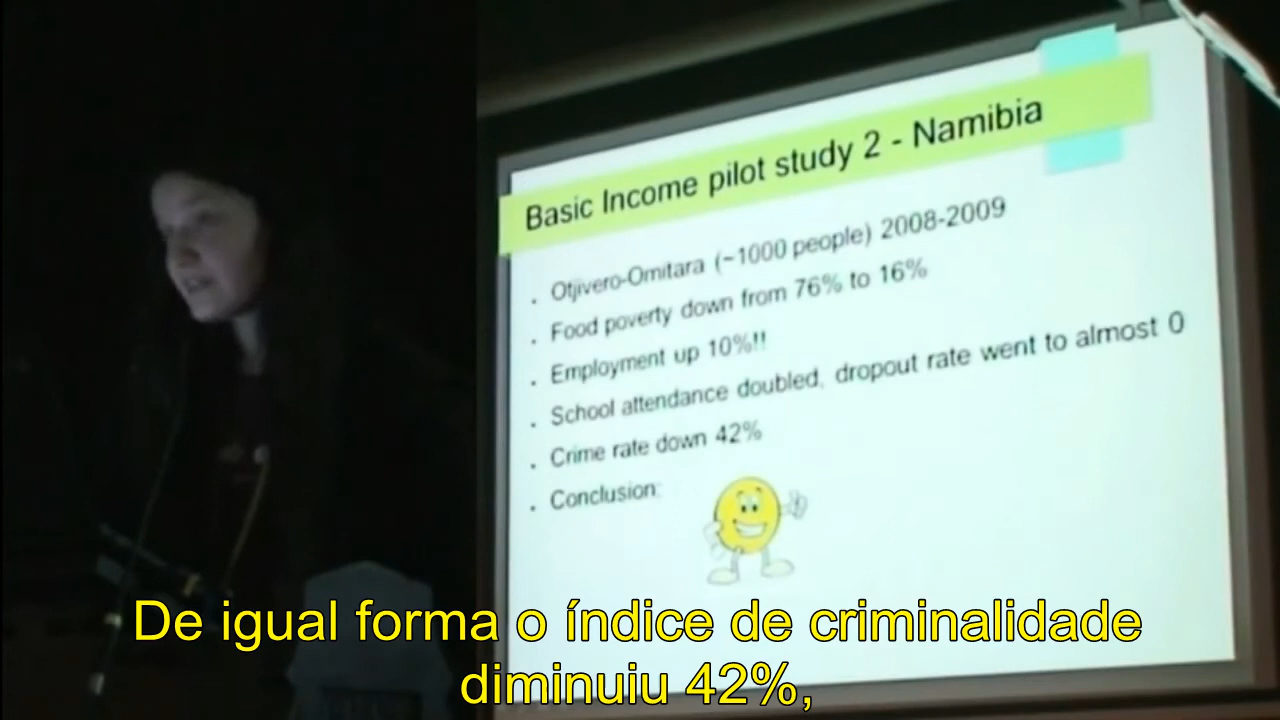 Basic Income pilot study 2 - Namibia
Otjivero-Omitara (~1000 people) 2008-2009
Food poverty down from 76% to 16%
Employment up 10%!!
School attendance doubled, dropout rate went to almost 0
Crime rate down 42%
Conclusion:
De igual forma o índice de criminalidade
diminuiu 42%,